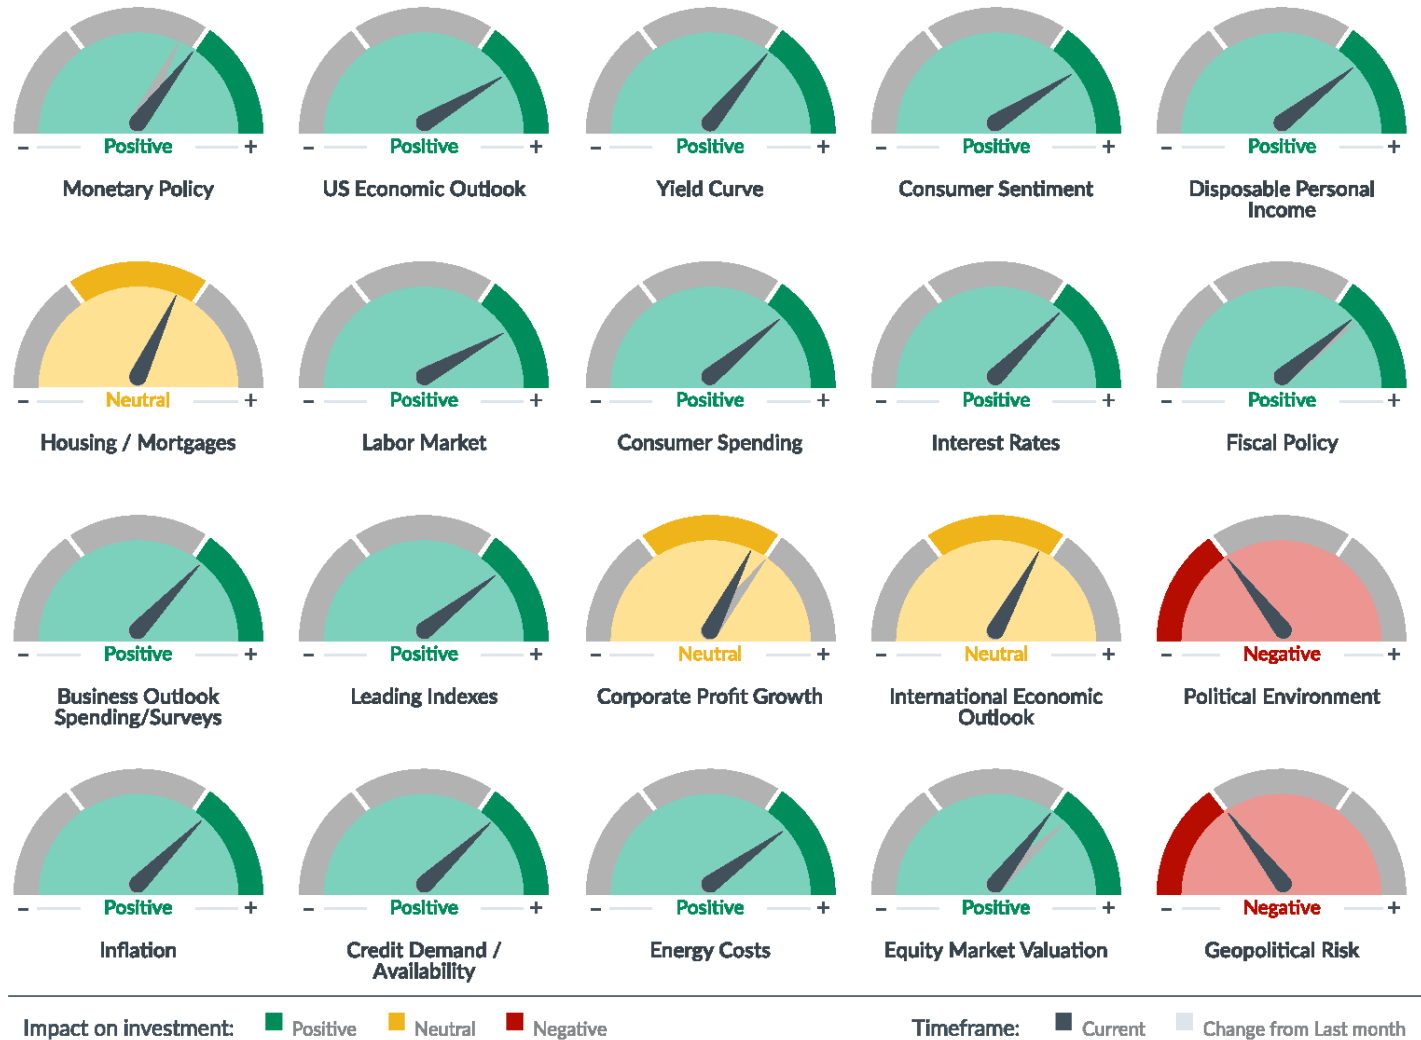 - Positive +
- Positive +
- Positive +
- Positive +
- Positive +
Monetary Policy
US Economic Outlook
Yield Curve
Consumer Sentiment
Disposable Personal
Income
- Neutral +
- Positive +
- Positive +
- Positive +
- Positive +
Housing / Mortgages
Labor Market
Consumer Spending
Interest Rates
Fiscal Policy
- Positive +
- Positive +
- Neutral +
- Neutral +
- Negative +
Business Outlook
Spending/Surveys
Leading Indexes
Corporate Profit Growth
International Economic
Outlook
Political Environment
- Positive +
- Positive +
- Positive +
- Positive +
- Negative +
Inflation
Credit Demand /
Availability
Energy Costs
Equity Market Valuation
Geopolitical Risk
Impact on investment: Positive Neutral Negative
Timeframe: Current Change from Last month